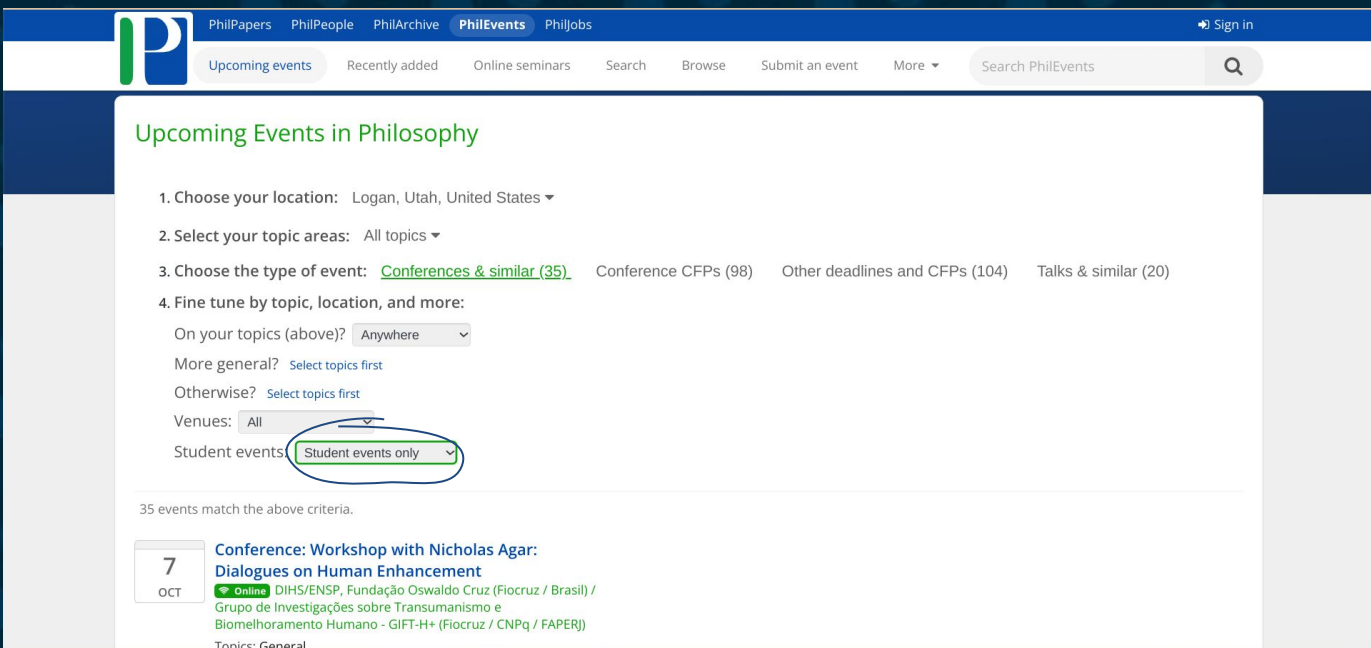 PhilPapers PhilPeople PhilArchive PhilEvents PhilJobs Sign in
Upcoming events Recently added Online seminars Search Browse Submit an event More Search PhilEvents
Upcoming Events in Philosophy
1. Choose your location: Logan, Utah, United States
2. Select your topic areas: All topics
3. Choose the type of event: Conferences & similar (35) Conference CFPs (98) Other deadlines and CFPs (104) Talks & similar (20)
4. Fine tune by topic, location, and more:
On your topics (above)? Anywhere
More general? Select topics first
Otherwise? Select topics first
Venues: All
Student events: Student events only
35 events match the above criteria.
7
OCT
Conference: Workshop with Nicholas Agar:
Dialogues on Human Enhancement
Online DIHS/ENSP, Fundação Oswaldo Cruz (Fiocruz / Brasil) /
Grupo de Investigações sobre Transumanismo e
Biomelhoramento Humano - GIFT-H+ (Fiocruz / CNPq / FAPERJ)
Topics: General